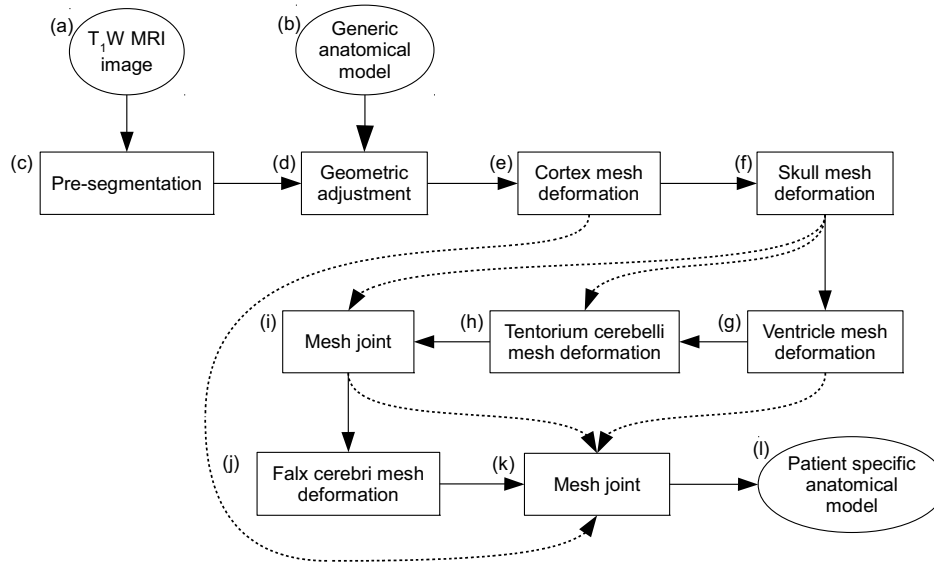 (a)
T₁W MRI
image
(b)
Generic
anatomical
model
(c)
Pre-segmentation
(d)
Geometric
adjustment
(e)
Cortex mesh
deformation
(f)
Skull mesh
deformation
(i)
Mesh joint
(h)
Tentorium cerebelli
mesh deformation
(g)
Ventricle mesh
deformation
(j)
Falx cerebri mesh
deformation
(k)
Mesh joint
(l)
Patient specific
anatomical
model